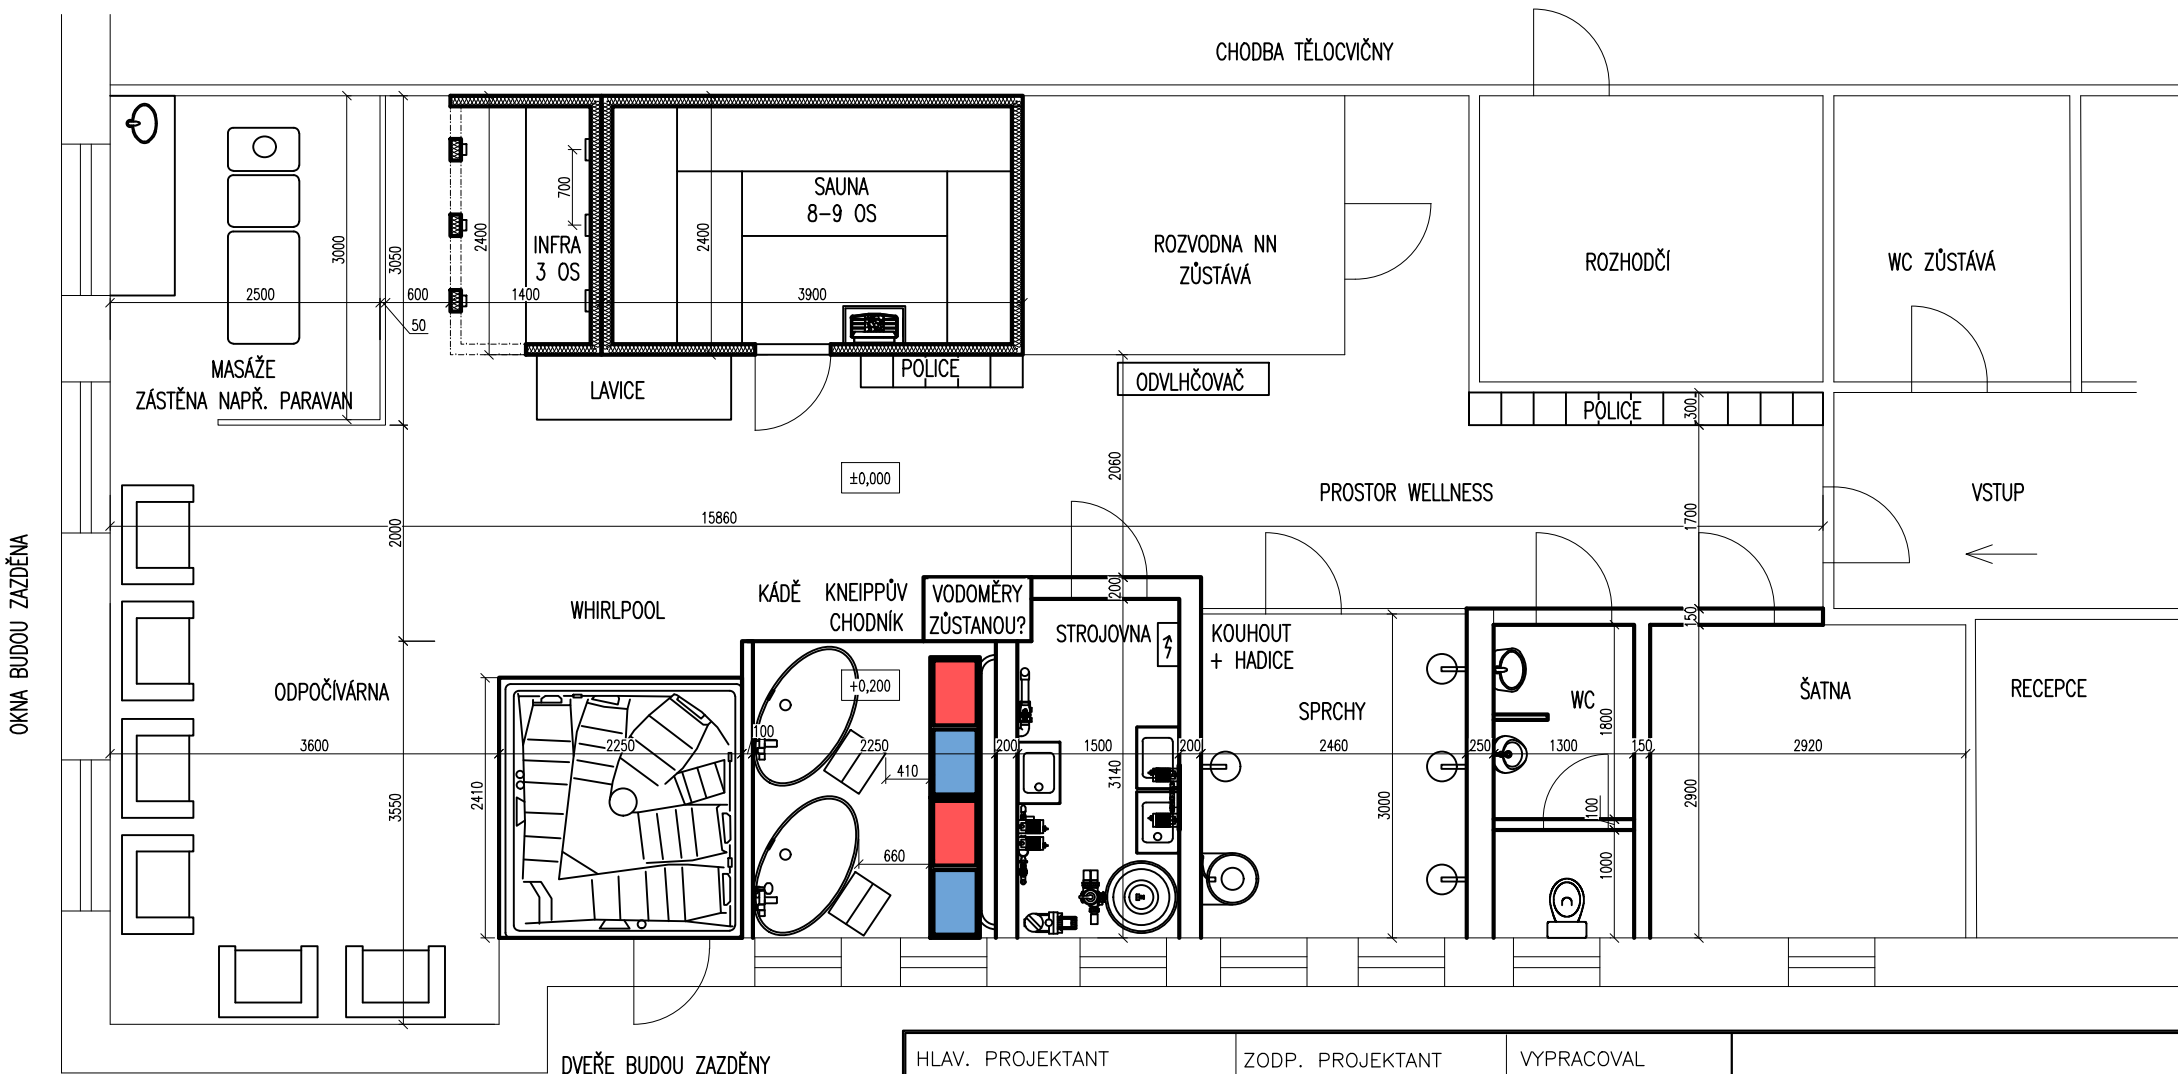 CHODBA TĚLOCVIČNY
SAUNA
8-9 OS
INFRA
3 OS
ROZVODNA NN
ZŮSTÁVÁ
ROZHODČÍ
WC ZŮSTÁVÁ
700
2400
2400
3000
3050
2500
600
1400
3900
50
MASÁŽE
ZÁSTĚNA NAPŘ. PARAVAN
LAVICE
POLICE
ODVLHČOVAČ
POLICE
300
±0,000
2060
PROSTOR WELLNESS
VSTUP
15860
2000
1700
OKNA BUDOU ZAZDĚNA
WHIRLPOOL
KÁDĚ
KNEIPPŮV
CHODNÍK
VODOMĚRY
ZŮSTANOU?
200
STROJOVNA
KOUHOUT
+ HADICE
150
ODPOČÍVÁRNA
+0,200
SPRCHY
WC
ŠATNA
RECEPCE
1800
3600
2250
100
2250
200
1500
200
2460
250
1300
150
2920
410
2410
3550
3140
3000
100
2900
660
1000
DVEŘE BUDOU ZAZDĚNY
HLAV. PROJEKTANT
ZODP. PROJEKTANT
VYPRACOVAL